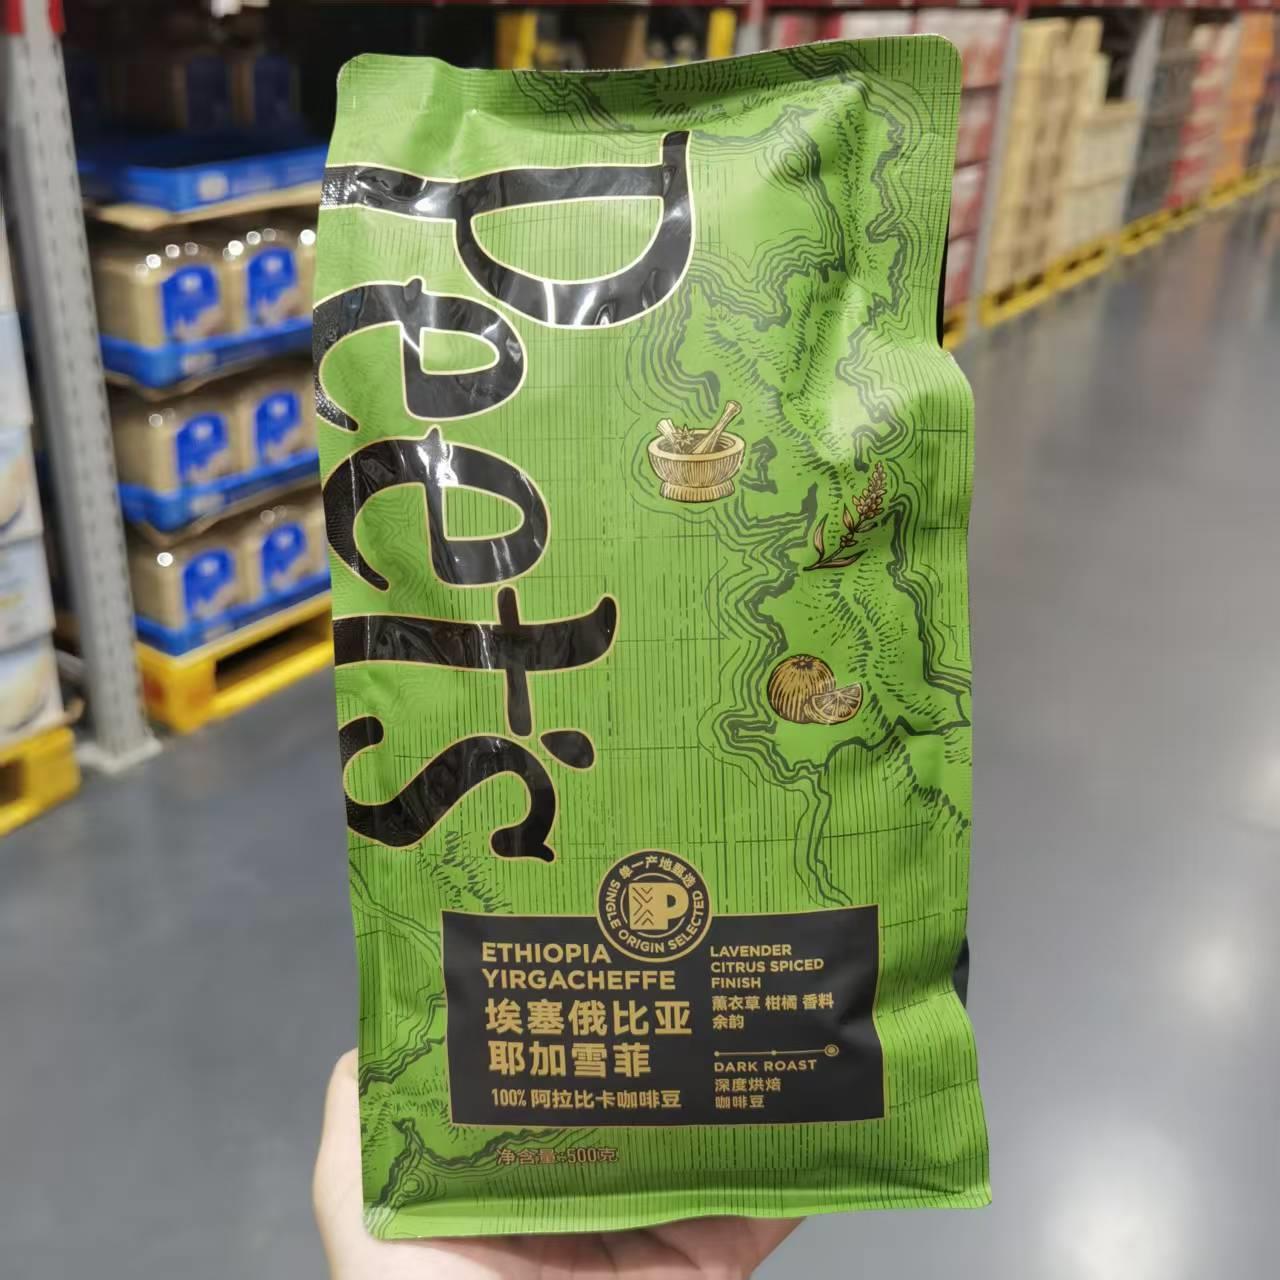 Peet's
单一产地甄选
SINGLE ORIGIN SELECTED
P
ETHIOPIA
YIRGACHEFFE
埃塞俄比亚
耶加雪菲
100% 阿拉比卡咖啡豆
LAVENDER
CITRUS SPICED
FINISH
薰衣草 柑橘 香料
余韵
DARK ROAST
深度烘焙
咖啡豆
净含量:500克